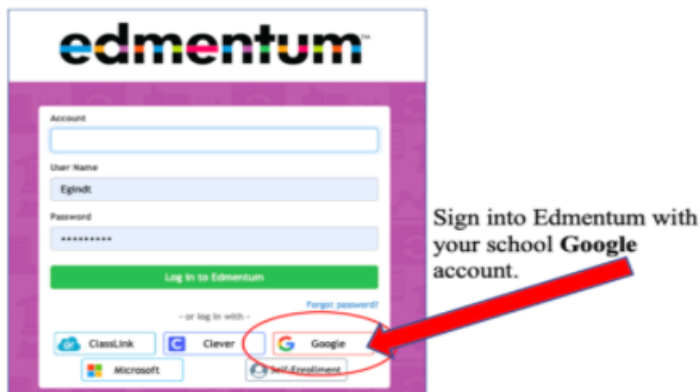 edmentum™
Account
User Name
Egindt
Password
•••••••••
Log In to Edmentum
Forgot password?
- or log in with -
ClassLink
Clever
Google
Microsoft
Self-Enrollment
Sign into Edmentum with
your school Google
account.